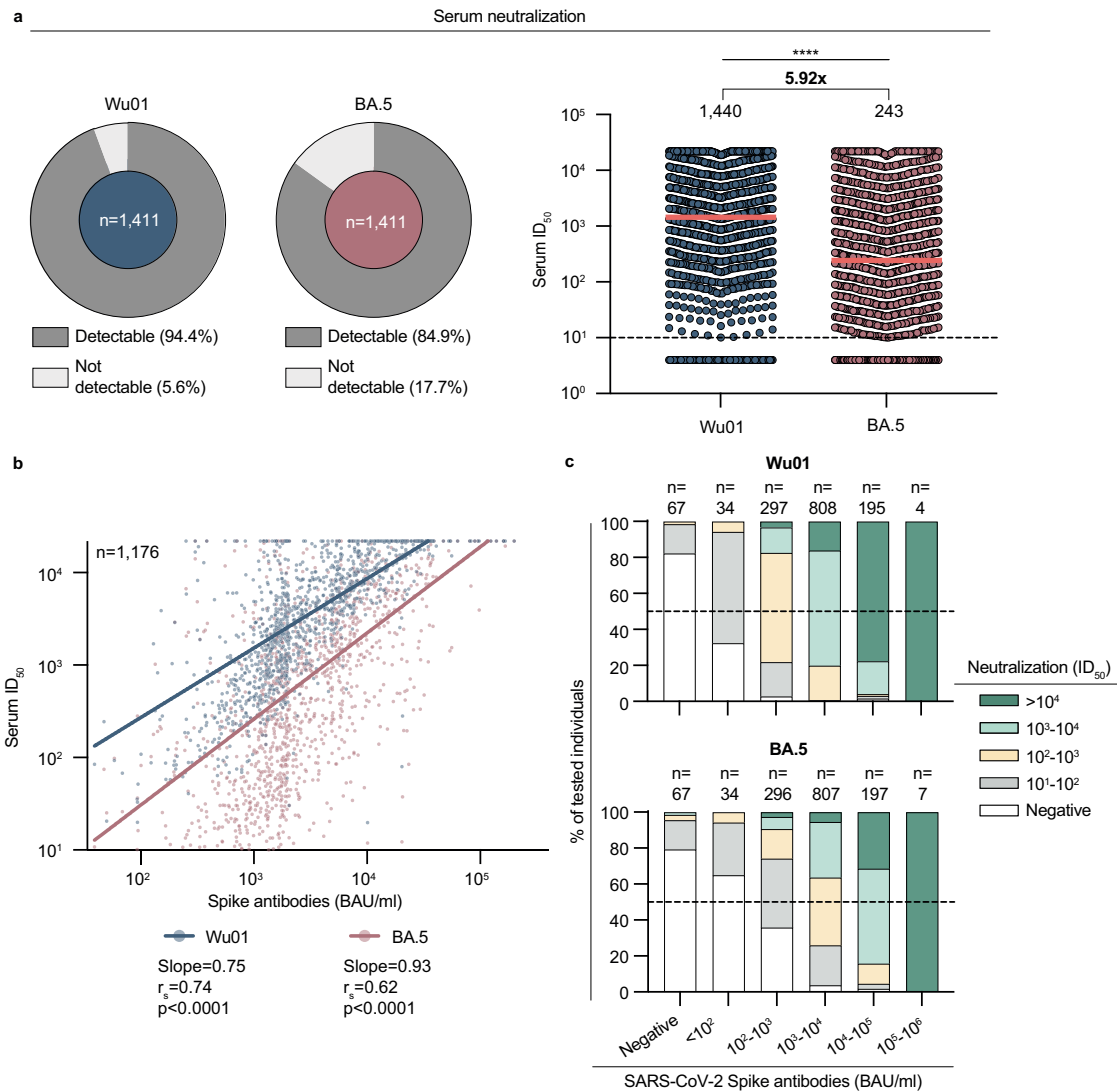 a
Serum neutralization
Wu01
BA.5
n=1,411
n=1,411
Detectable (94.4%)
Not
detectable (5.6%)
Detectable (84.9%)
Not
detectable (17.7%)
****
5.92x
1,440
243
Serum ID50
10⁵
10⁴
10³
10²
10¹
10⁰
Wu01
BA.5
b
n=1,176
Serum ID50
10⁴
10³
10²
10¹
10²
10³
10⁴
10⁵
Spike antibodies (BAU/ml)
Wu01
Slope=0.75
rs=0.74
p<0.0001
BA.5
Slope=0.93
rs=0.62
p<0.0001
c
Wu01
n= n= n= n= n= n=
67 34 297 808 195 4
100
80
60
40
20
0
BA.5
n= n= n= n= n= n=
67 34 296 807 197 7
100
80
60
40
20
0
% of tested individuals
Negative
<10²
10²-10³
10³-10⁴
10⁴-10⁵
10⁵-10⁶
SARS-CoV-2 Spike antibodies (BAU/ml)
Neutralization (ID50)
>10⁴
10³-10⁴
10²-10³
10¹-10²
Negative